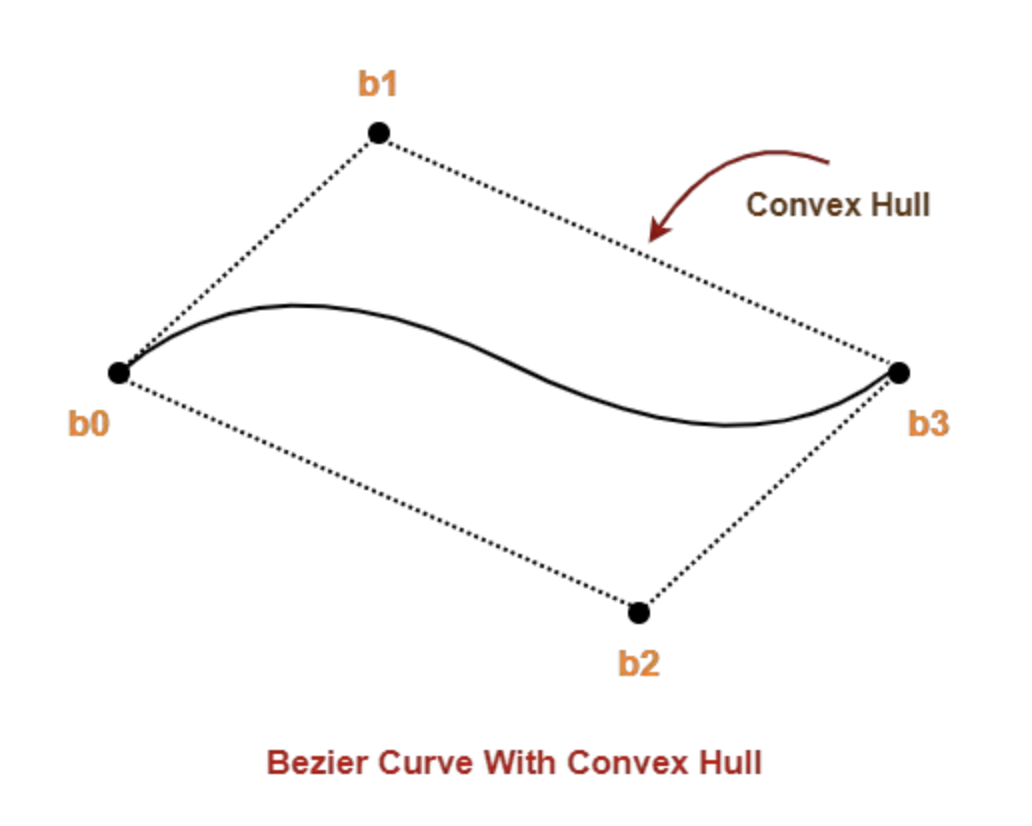 b1
Convex Hull
b0
b3
b2
Bezier Curve With Convex Hull